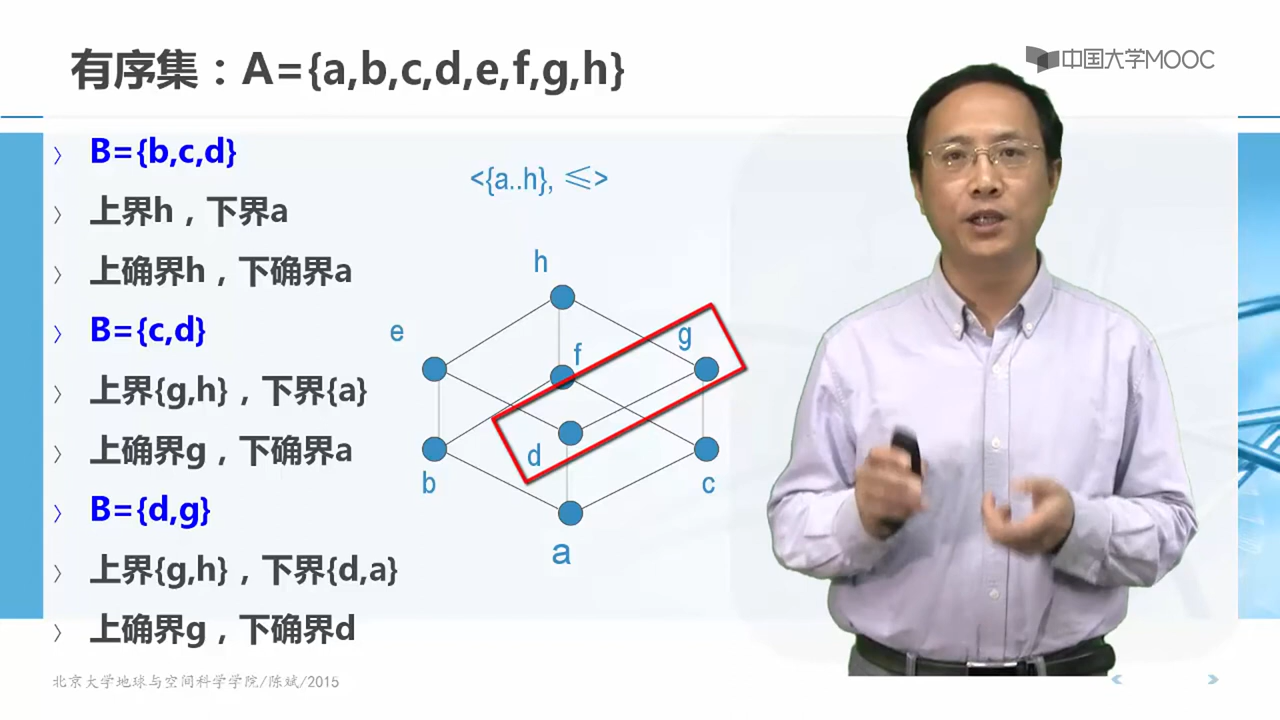 有序集：A={a,b,c,d,e,f,g,h}
中国大学MOOC
〉 B={b,c,d}
〉 上界h，下界a
〉 上确界h，下确界a
〉 B={c,d}
〉 上界{g,h}，下界{a}
〉 上确界g，下确界a
〉 B={d,g}
〉 上界{g,h}，下界{d,a}
〉 上确界g，下确界d
<{a..h}, ≤>
h
e
f
g
d
b
c
a
北京大学地球与空间科学学院/陈斌/2015